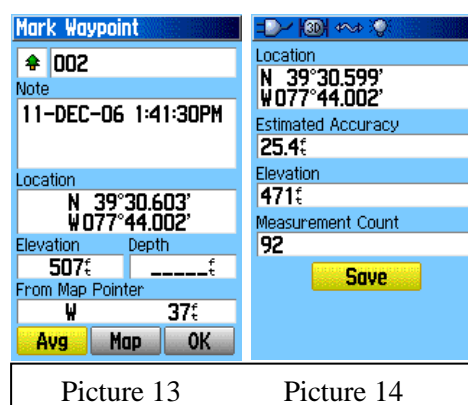 Mark Waypoint
002
Note
11-DEC-06 1:41:30PM
Location
N 39°30.603'
W077°44.002'
Elevation Depth
507ft _____ft
From Map Pointer
W 37ft
Avg Map OK
3D
Location
N 39°30.599'
W077°44.002'
Estimated Accuracy
25.4ft
Elevation
471ft
Measurement Count
92
Save
Picture 13 Picture 14